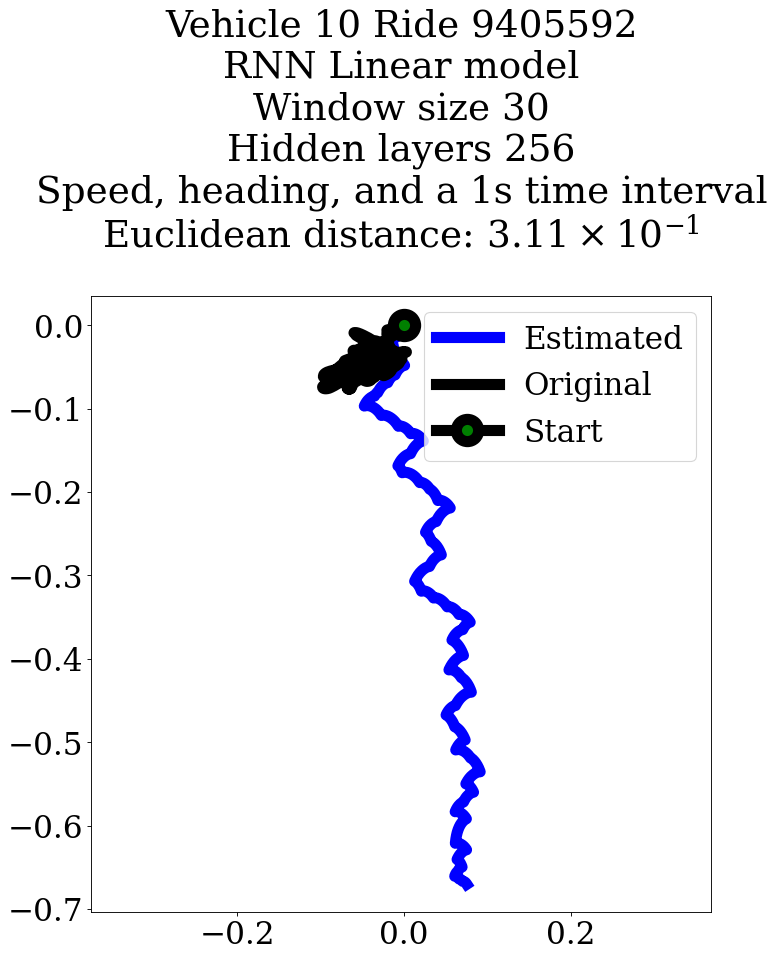 Vehicle 10 Ride 9405592
RNN Linear model
Window size 30
Hidden layers 256
Speed, heading, and a 1s time interval
Euclidean distance: 3.11 × 10⁻¹
Estimated
Original
Start
0.0
−0.1
−0.2
−0.3
−0.4
−0.5
−0.6
−0.7
−0.2
0.0
0.2